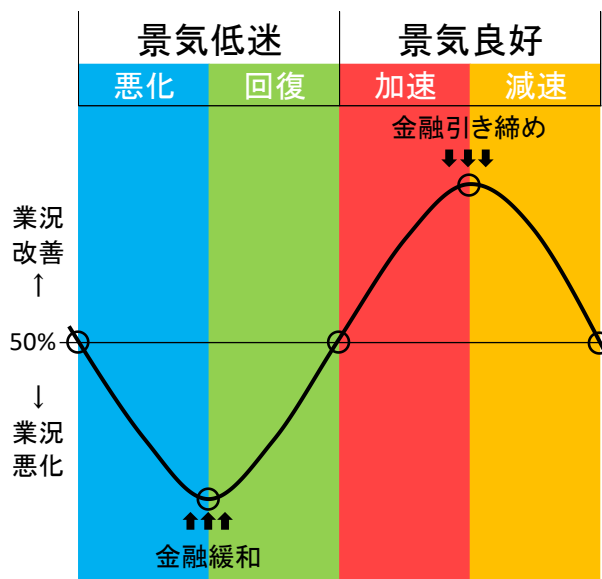 景気低迷
景気良好
悪化
回復
加速
減速
金融引き締め
業況
改善
↑
50%
↓
業況
悪化
金融緩和